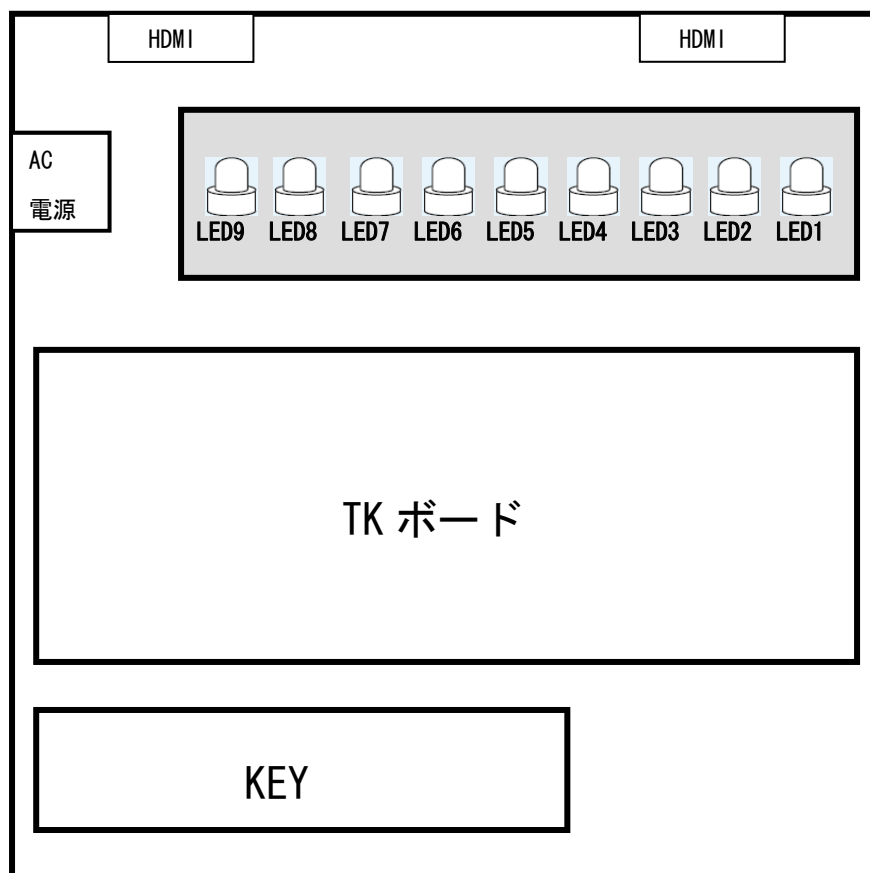 HDMI
HDMI
AC
電源
LED9 LED8 LED7 LED6 LED5 LED4 LED3 LED2 LED1
TK ボード
KEY